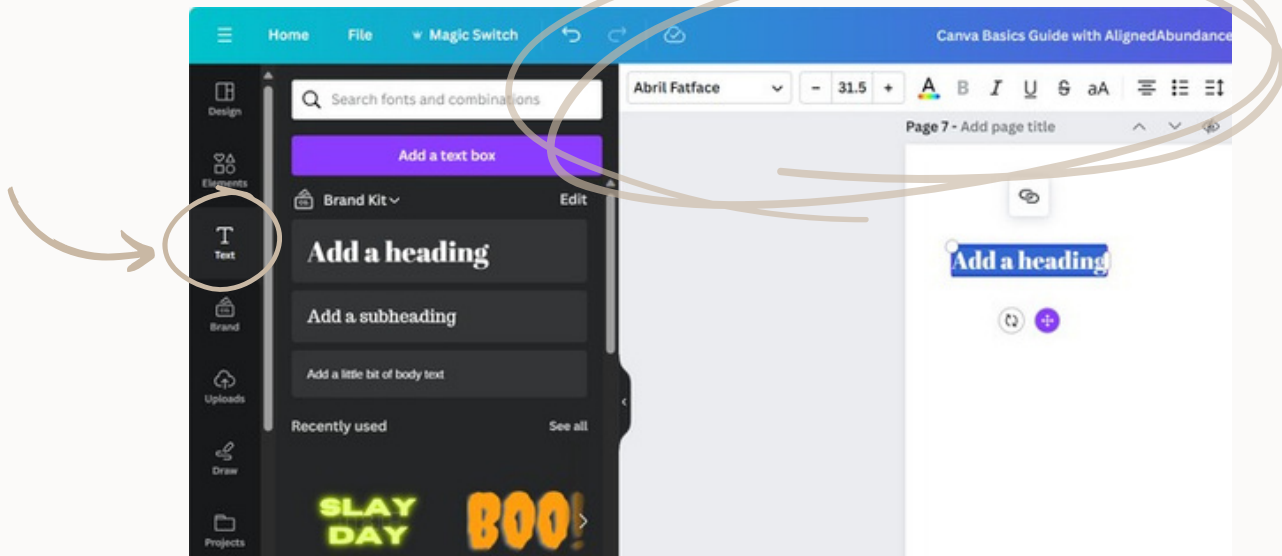 Home File Magic Switch Canva Basics Guide with AlignedAbundance
Design
Elements
Text
Brand
Uploads
Draw
Projects
Search fonts and combinations
Add a text box
Brand Kit Edit
Add a heading
Add a subheading
Add a little bit of body text
Recently used See all
SLAY
DAY
BOO!
Abril Fatface – 31.5 + A B I U S aA
Page 7 - Add page title
Add a heading